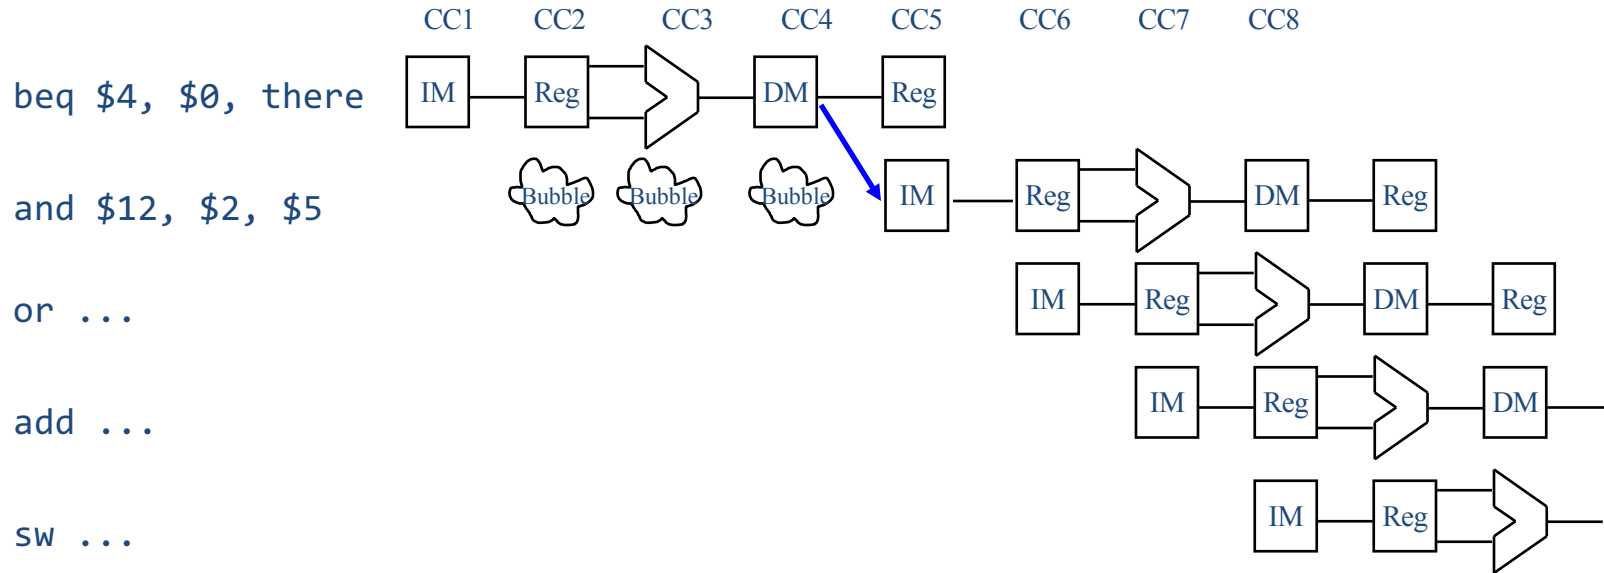 CC1 CC2 CC3 CC4 CC5 CC6 CC7 CC8
beq $4, $0, there IM Reg DM Reg
and $12, $2, $5 Bubble Bubble Bubble IM Reg DM Reg
or ... IM Reg DM Reg
add ... IM Reg DM
sw ... IM Reg